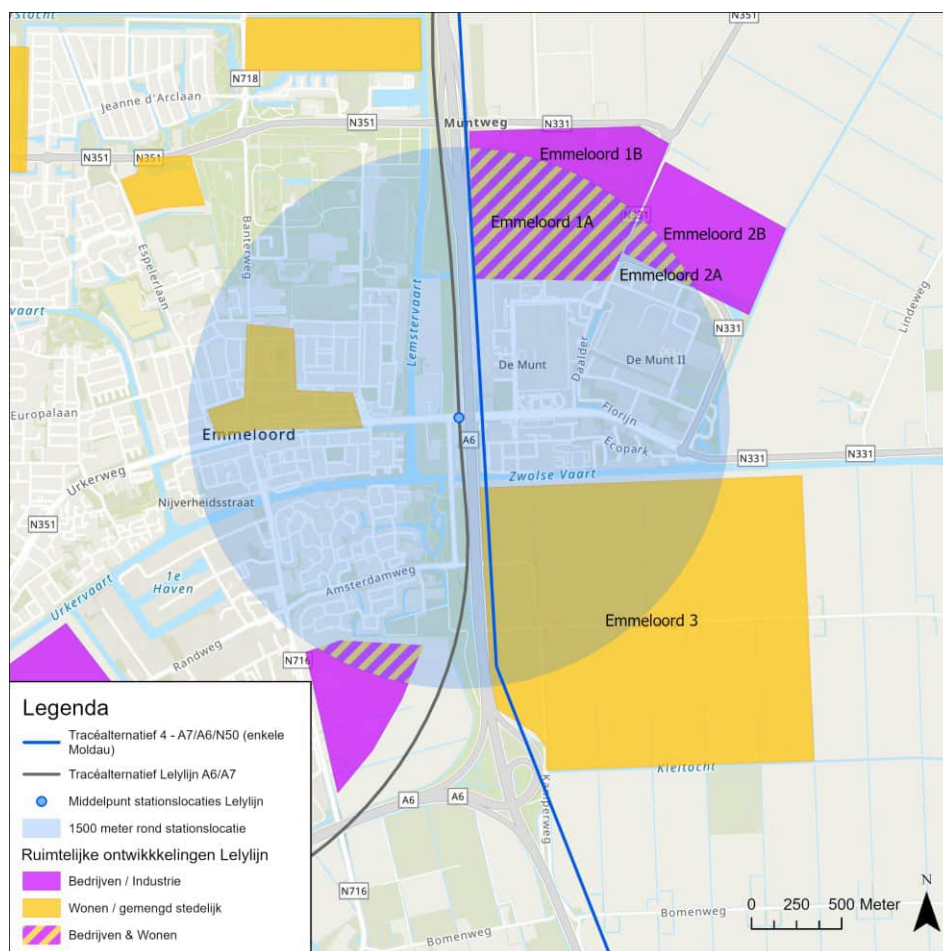 N351
N718
Jeanne d'Arclaan
N351
Muntweg
N331
N351
N351
Emmeloord 1B
Banterweg
Emmeloord 1A
Espelerlaan
Emmeloord 2B
Emmeloord 2A
Lemstervaart
Lindeweg
N331
De Munt
Daalder
De Munt II
Europalaan
Florijn
Emmeloord
A6
Ecopark
N331
N331
Urkerweg
Zwolse Vaart
Nijverheidsstraat
N351
1e
Haven
Amsterdamweg
Urkervaart
Emmeloord 3
Randweg
N716
Kleitocht
A6
A6
Kamperweg
N716
Bomenweg
Bomenweg
Legenda
Tracéalternatief 4 - A7/A6/N50 (enkele
Moldau)
Tracéalternatief Lelylijn A6/A7
Middelpunt stationslocaties Lelylijn
1500 meter rond stationslocatie
Ruimtelijke ontwikkkelingen Lelylijn
Bedrijven / Industrie
Wonen / gemengd stedelijk
Bedrijven & Wonen
0 250 500 Meter
N